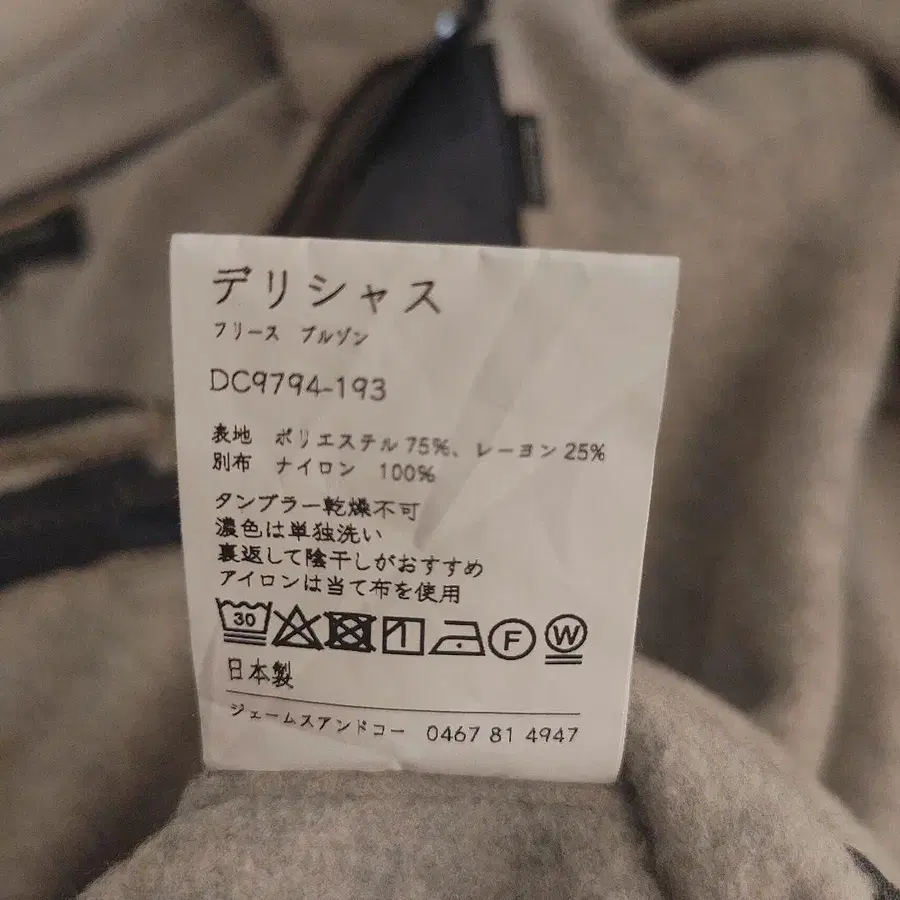 デリシャス
フリース ブルゾン
DC9794-193
表地 ポリエステル 75%、レーヨン 25%
別布 ナイロン 100%
タンブラー乾燥不可
濃色は単独洗い
裏返して陰干しがおすすめ
アイロンは当て布を使用
30 F W
日本製
ジェームスアンドコー 0467 81 4947